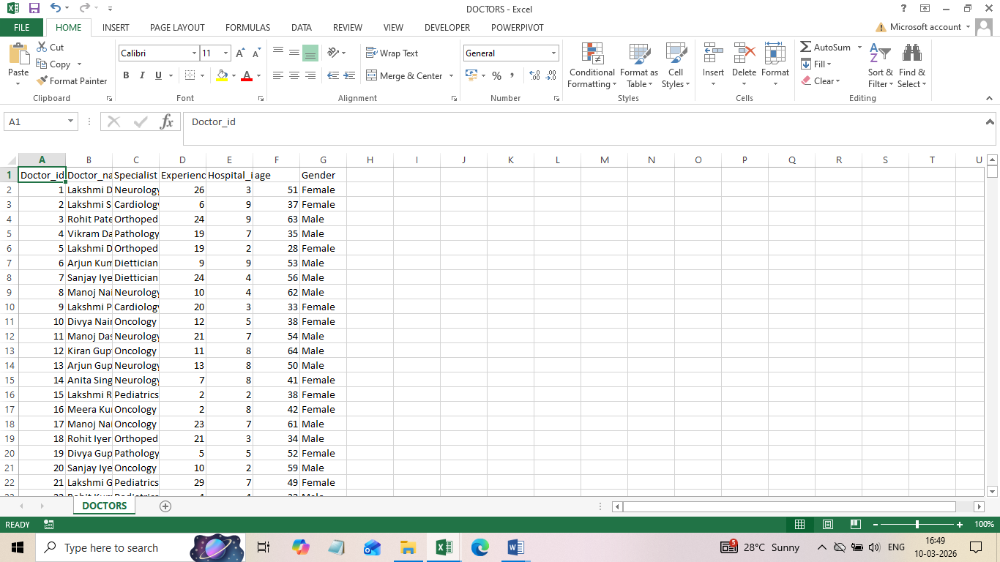 DOCTORS - Excel
FILE HOME INSERT PAGE LAYOUT FORMULAS DATA REVIEW VIEW DEVELOPER POWERPIVOT Microsoft account
Paste Cut Copy Format Painter
Calibri 11
B I U A
Wrap Text
Merge & Center
General
% ,
Conditional Formatting Format as Table Cell Styles
Insert Delete Format
AutoSum Fill Clear
Sort & Filter Find & Select
Clipboard Font Alignment Number Styles Cells Editing
A1 fx Doctor_id
A B C D E F G H I J K L M N O P Q R S T U
1 Doctor_id Doctor_na Specialist Experienc Hospital_i age Gender
2 1 Lakshmi D Neurology 26 3 51 Female
3 2 Lakshmi S Cardiology 6 9 37 Female
4 3 Rohit Pate Orthoped 24 9 63 Male
5 4 Vikram Da Pathology 19 7 35 Male
6 5 Lakshmi D Orthoped 19 2 28 Female
7 6 Arjun Kum Diettician 9 9 53 Male
8 7 Sanjay Iye Diettician 24 4 56 Male
9 8 Manoj Nai Neurology 10 4 62 Male
10 9 Lakshmi P Cardiology 20 3 33 Female
11 10 Divya Nair Oncology 12 5 38 Female
12 11 Manoj Das Neurology 21 7 54 Male
13 12 Kiran Gup Oncology 11 8 64 Male
14 13 Arjun Gup Neurology 13 8 50 Male
15 14 Anita Sing Neurology 7 8 41 Female
16 15 Lakshmi R Pediatrics 2 2 38 Female
17 16 Meera Ku Oncology 2 8 42 Female
18 17 Manoj Nai Oncology 23 7 61 Male
19 18 Rohit Iyer Orthoped 21 3 34 Male
20 19 Divya Gup Pathology 5 5 52 Female
21 20 Sanjay Iye Oncology 10 2 59 Male
22 21 Lakshmi G Pediatrics 29 7 49 Female
DOCTORS
READY 100%
Type here to search 5 28°C Sunny ENG 16:49
10-03-2026